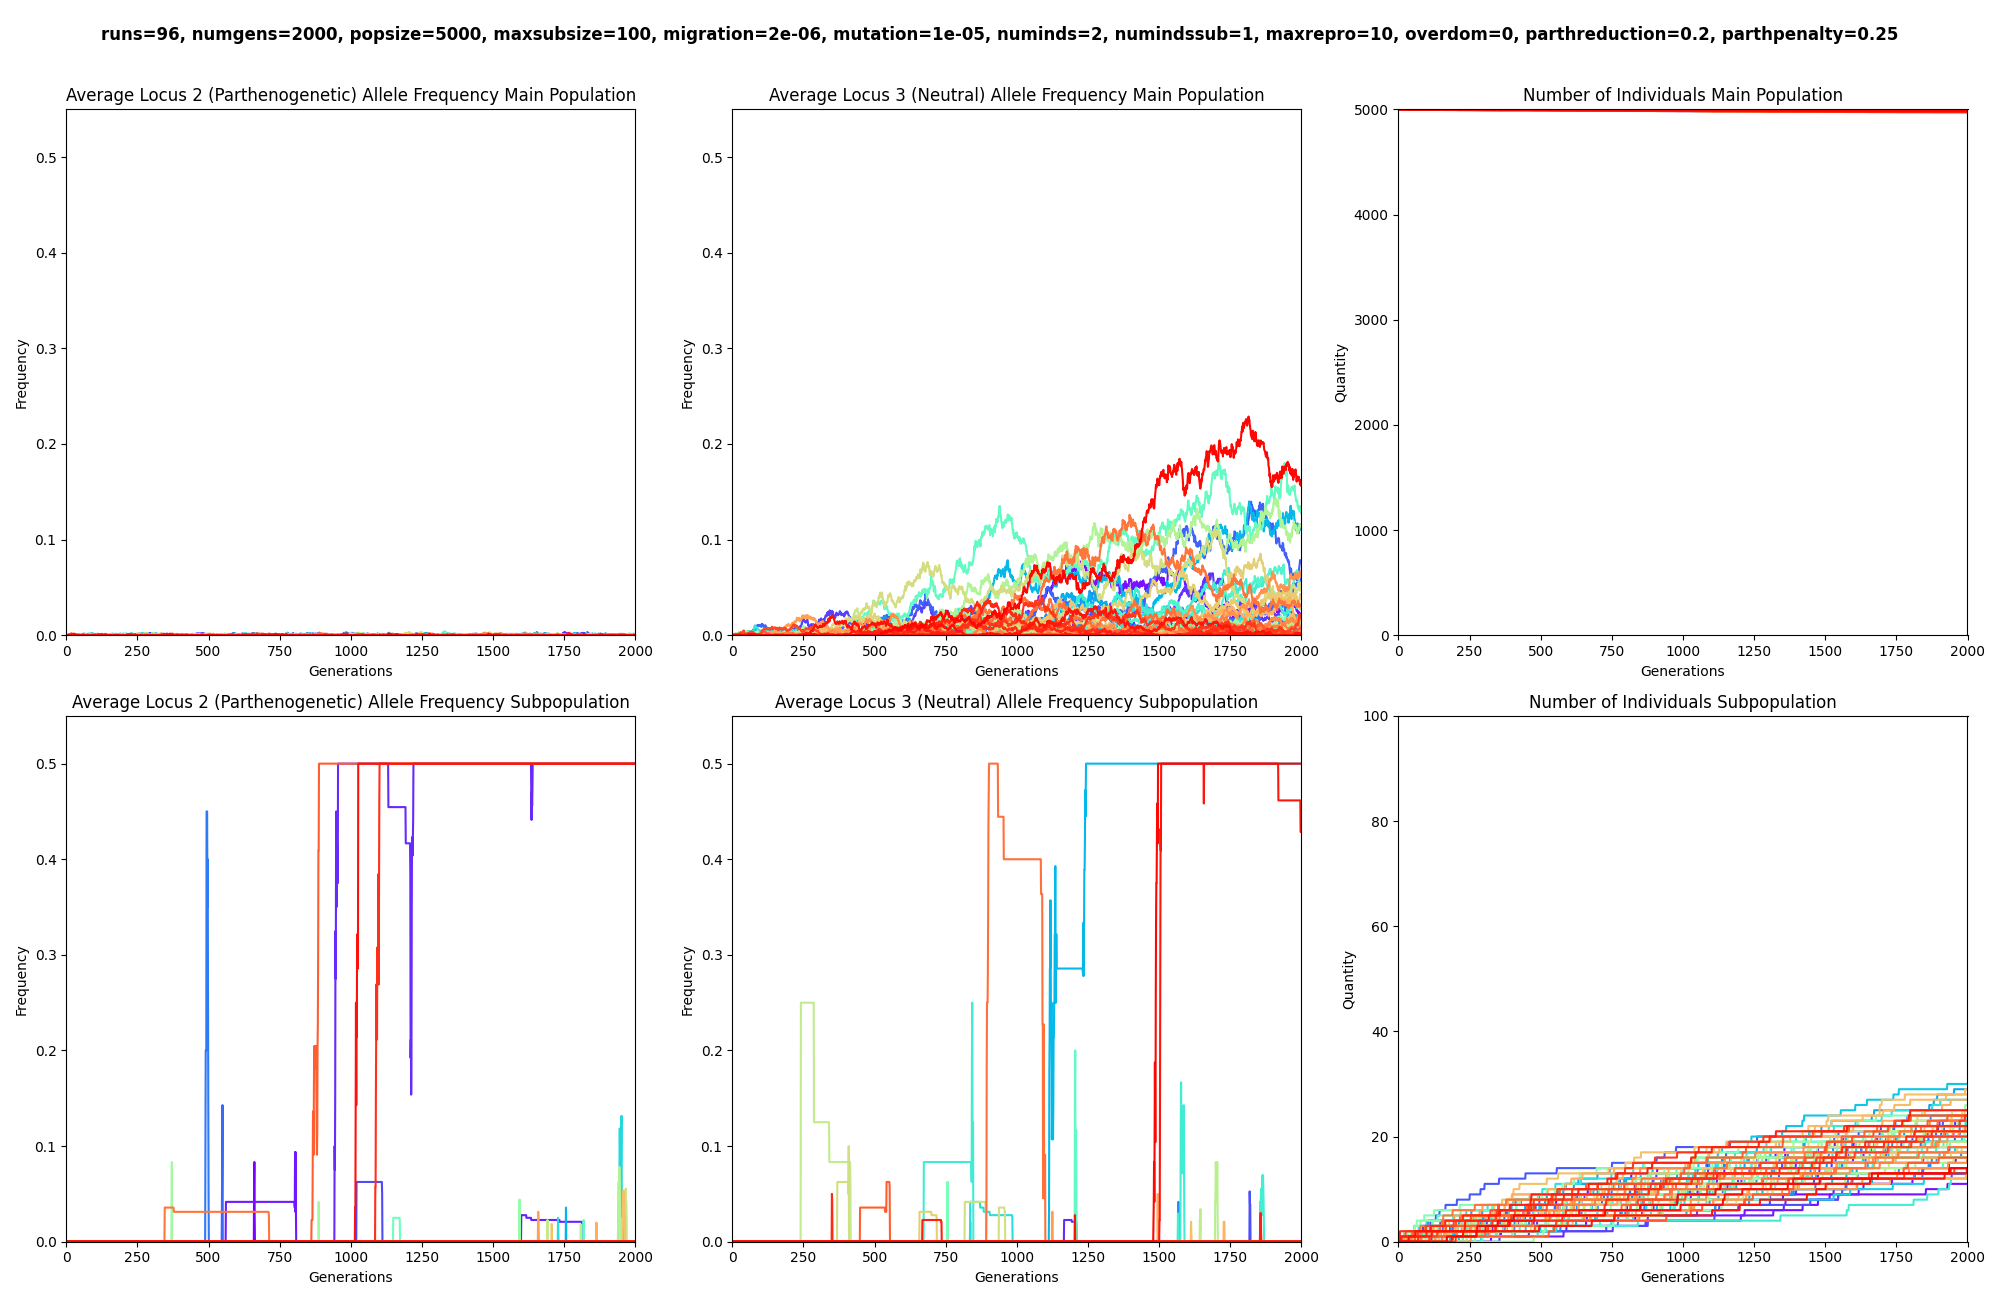 runs=96, numgens=2000, popsize=5000, maxsubsize=100, migration=2e-06, mutation=1e-05, numinds=2, numindssub=1, maxrepro=10, overdom=0, parthreduction=0.2, parthpenalty=0.25
Average Locus 2 (Parthenogenetic) Allele Frequency Main Population
0.5
0.4
0.3
0.2
0.1
0.0
Frequency
0 250 500 750 1000 1250 1500 1750 2000
Generations
Average Locus 3 (Neutral) Allele Frequency Main Population
0.5
0.4
0.3
0.2
0.1
0.0
Frequency
0 250 500 750 1000 1250 1500 1750 2000
Generations
Number of Individuals Main Population
5000
4000
3000
2000
1000
0
Quantity
0 250 500 750 1000 1250 1500 1750 2000
Generations
Average Locus 2 (Parthenogenetic) Allele Frequency Subpopulation
0.5
0.4
0.3
0.2
0.1
0.0
Frequency
0 250 500 750 1000 1250 1500 1750 2000
Generations
Average Locus 3 (Neutral) Allele Frequency Subpopulation
0.5
0.4
0.3
0.2
0.1
0.0
Frequency
0 250 500 750 1000 1250 1500 1750 2000
Generations
Number of Individuals Subpopulation
100
80
60
40
20
0
Quantity
0 250 500 750 1000 1250 1500 1750 2000
Generations